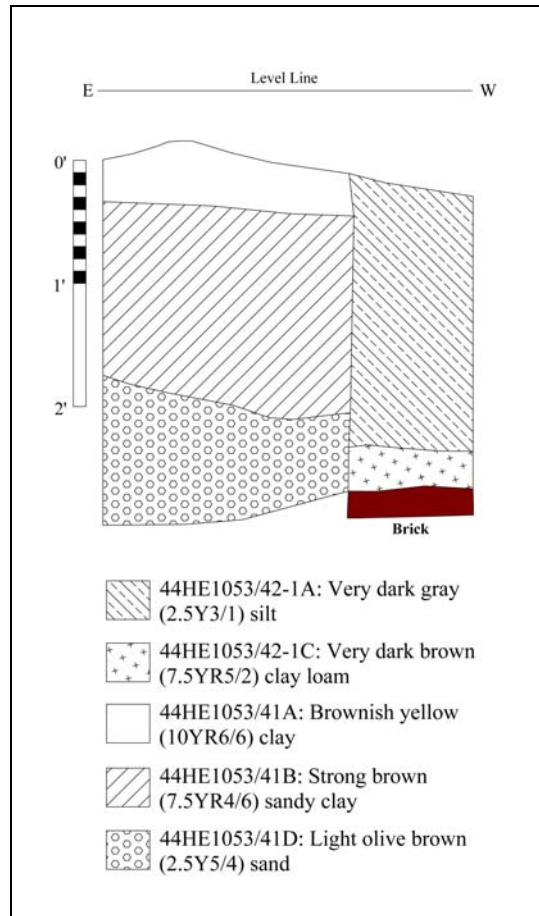 Level Line
E W
0'
1'
2'
Brick
44HE1053/42-1A: Very dark gray
(2.5Y3/1) silt
44HE1053/42-1C: Very dark brown
(7.5YR5/2) clay loam
44HE1053/41A: Brownish yellow
(10YR6/6) clay
44HE1053/41B: Strong brown
(7.5YR4/6) sandy clay
44HE1053/41D: Light olive brown
(2.5Y5/4) sand